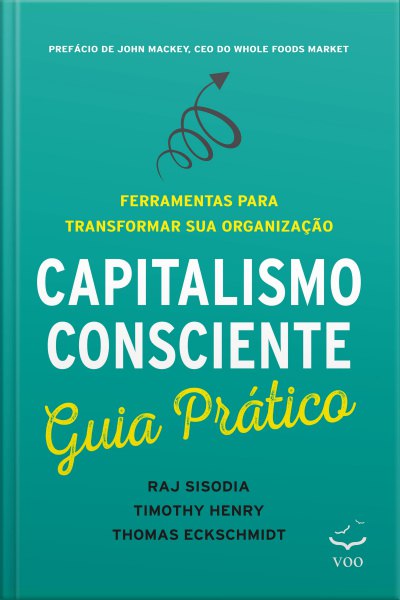 PREFÁCIO DE JOHN MACKEY, CEO DO WHOLE FOODS MARKET
FERRAMENTAS PARA
TRANSFORMAR SUA ORGANIZAÇÃO
CAPITALISMO
CONSCIENTE
Guia Prático
RAJ SISODIA
TIMOTHY HENRY
THOMAS ECKSCHMIDT
VOO